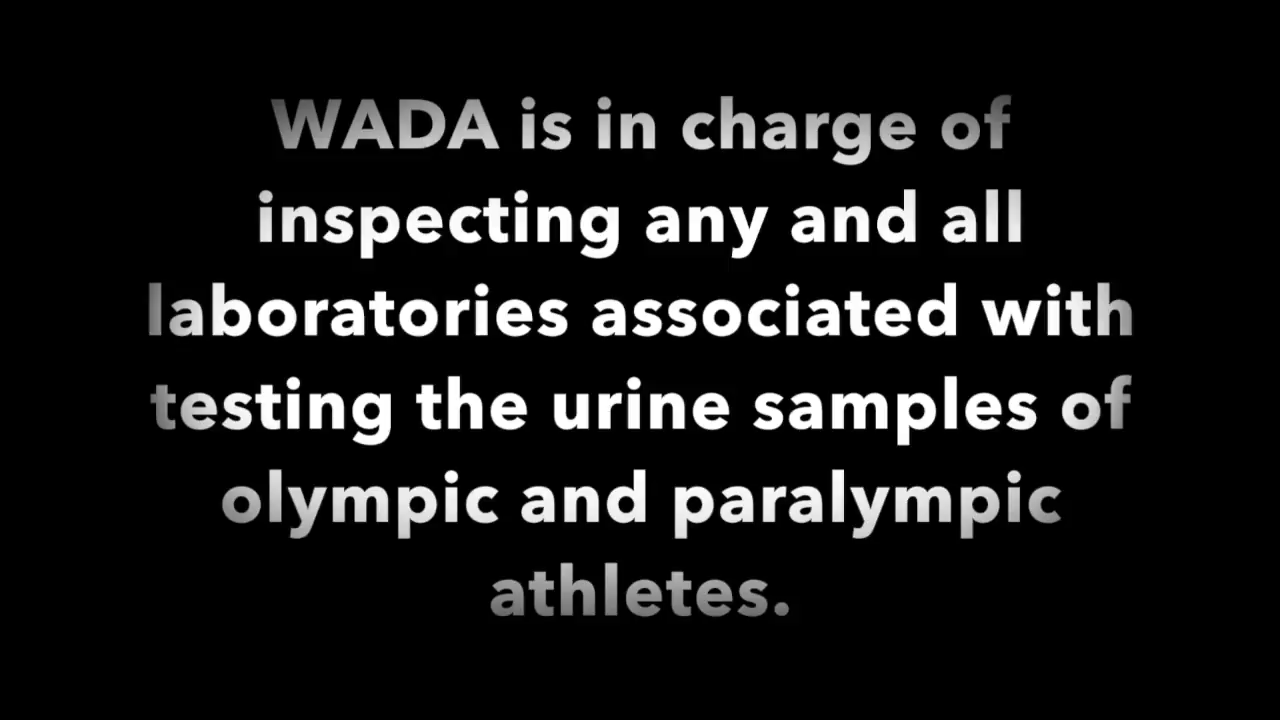 WADA is in charge of
inspecting any and all
laboratories associated with
testing the urine samples of
olympic and paralympic
athletes.